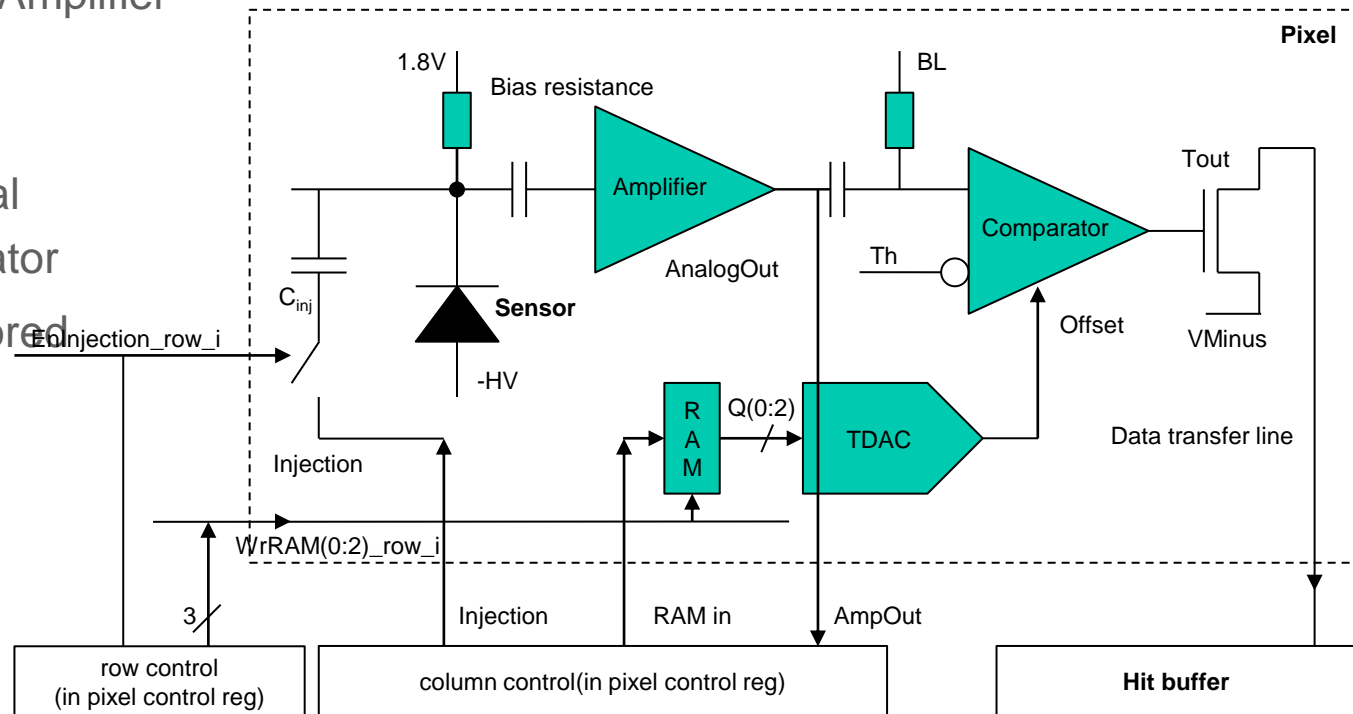 Amplifier
Pixel
1.8V
BL
Bias resistance
Tout
Amplifier
Comparator
Th
AnalogOut
C_inj
Sensor
Offset
EnInjection_row_i
VMinus
-HV
R
A
M
Q(0:2)
TDAC
Data transfer line
Injection
WrRAM(0:2)_row_i
3
Injection
RAM in
AmpOut
row control
(in pixel control reg)
column control(in pixel control reg)
Hit buffer